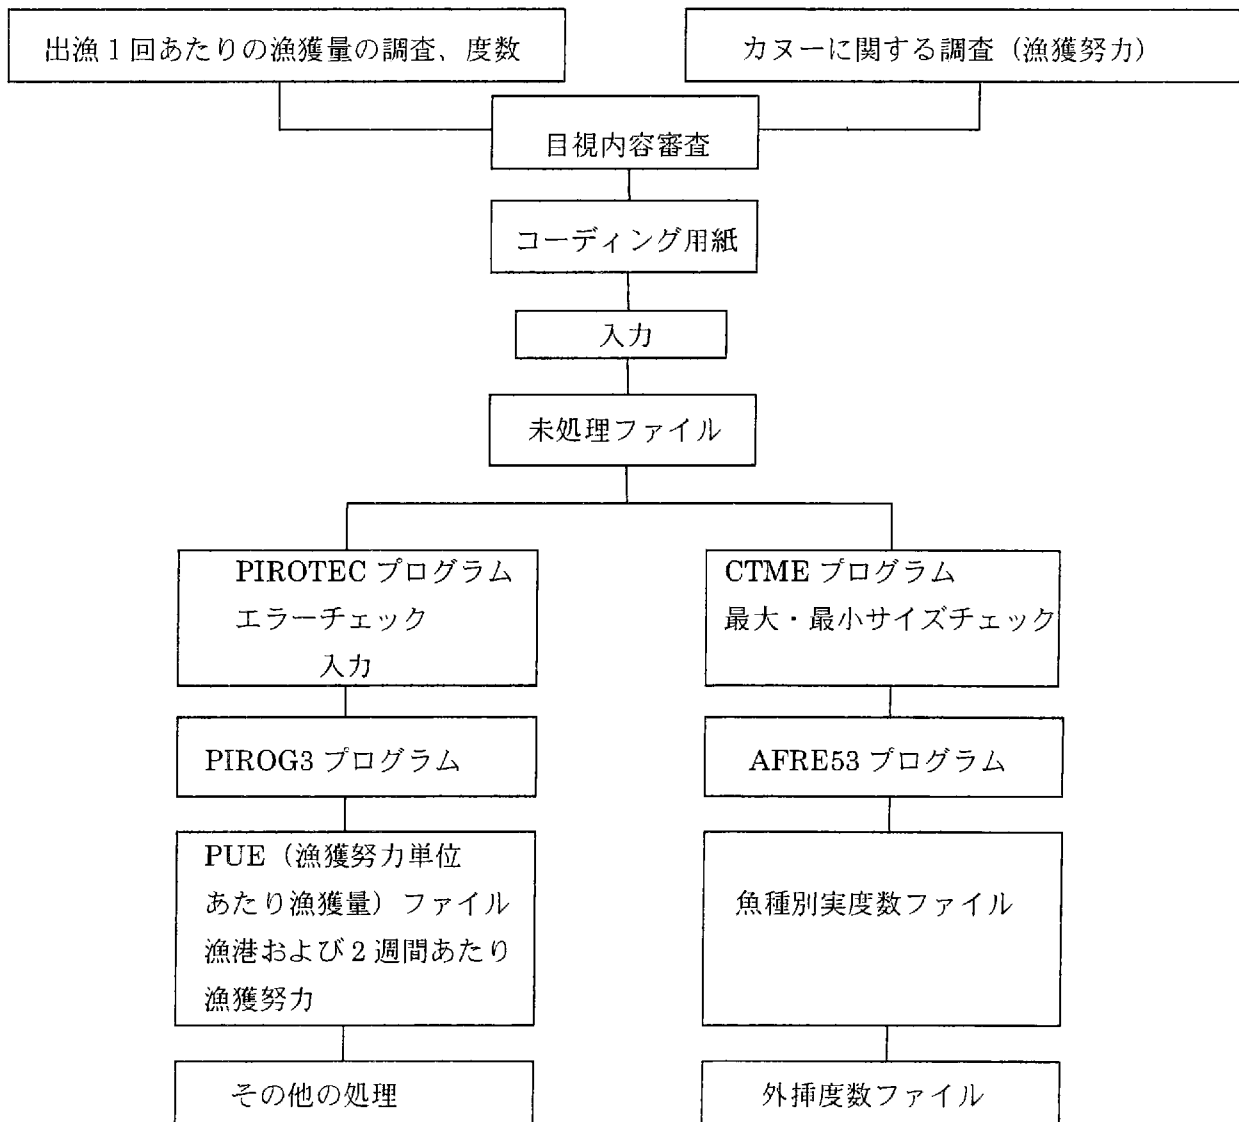 出漁1回あたりの漁獲量の調査、度数
カヌーに関する調査（漁獲努力）
目視内容審査
コーディング用紙
入力
未処理ファイル
PIROTEC プログラム
エラーチェック
入力
CTME プログラム
最大・最小サイズチェック
PIROG3 プログラム
AFRE53 プログラム
PUE（漁獲努力単位
あたり漁獲量）ファイル
漁港および2週間あたり
漁獲努力
魚種別実度数ファイル
その他の処理
外挿度数ファイル